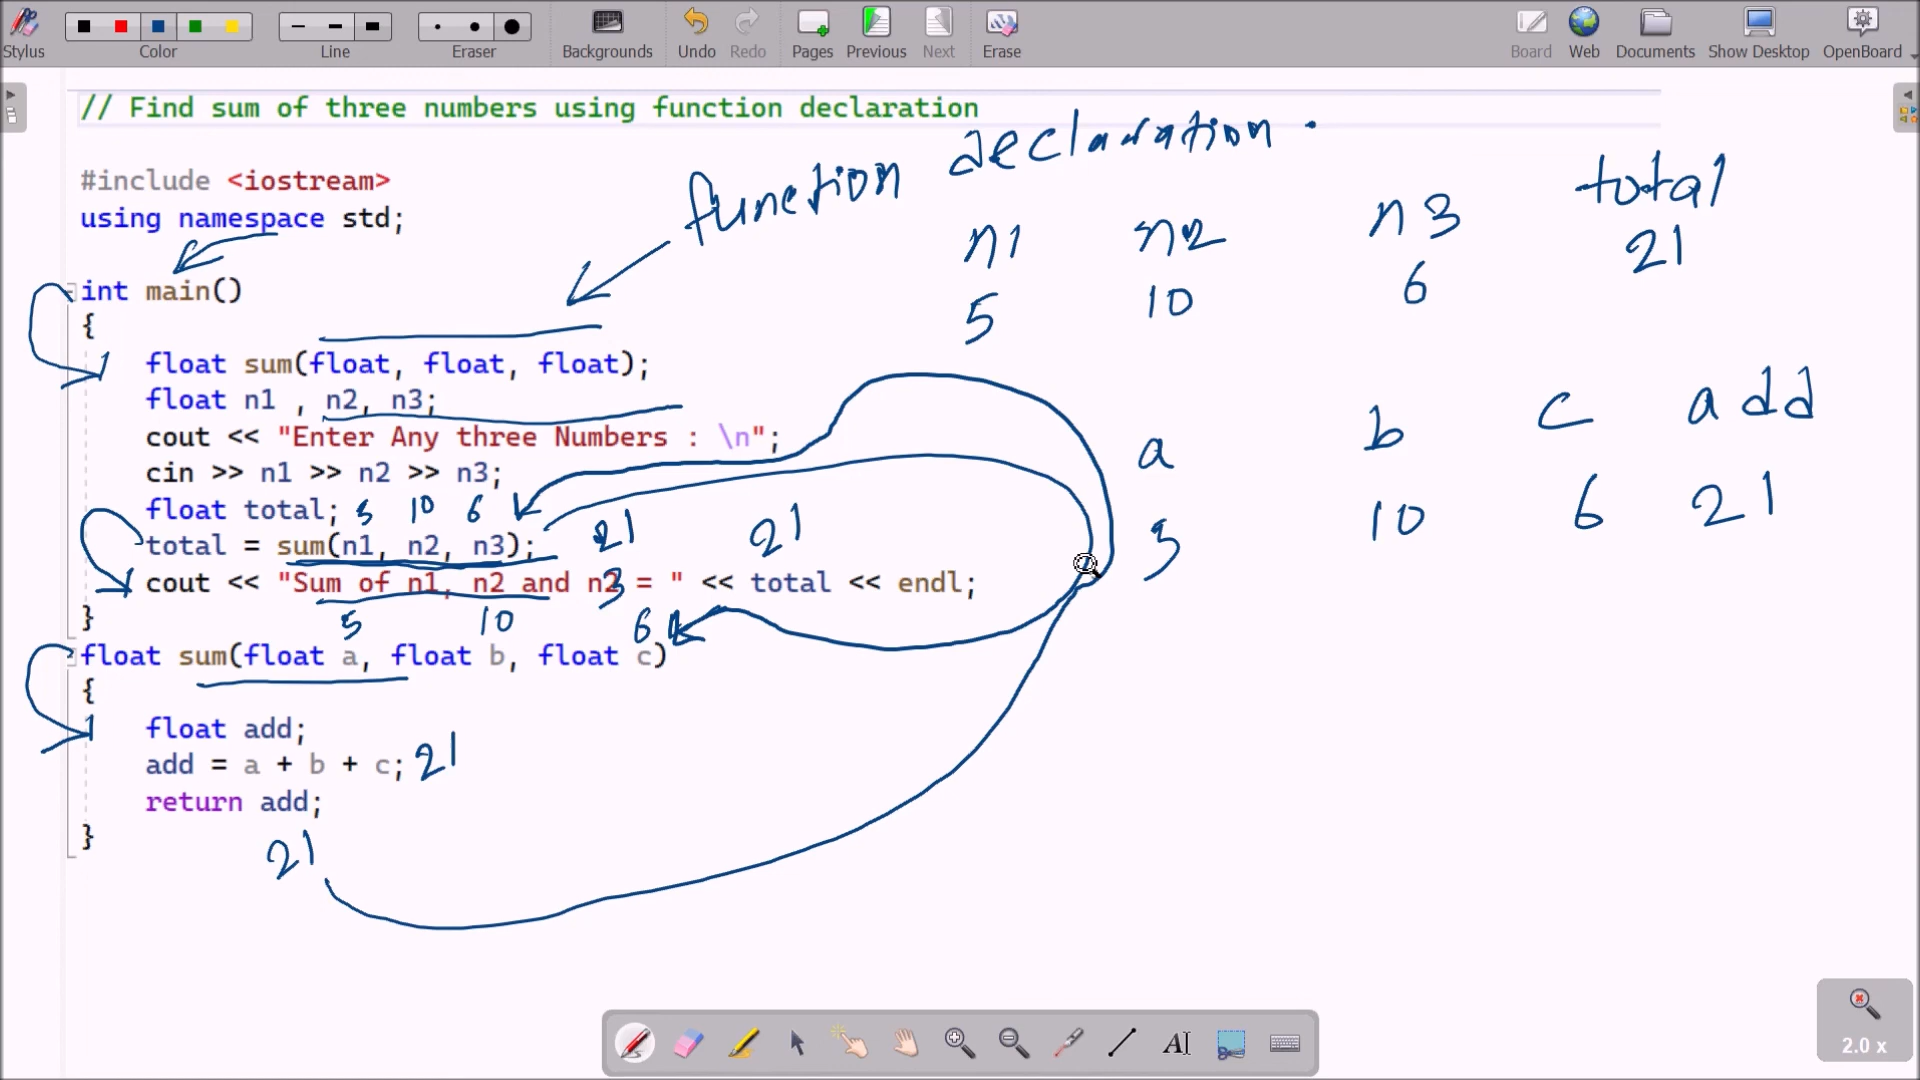 Stylus Color Line Eraser Backgrounds Undo Redo Pages Previous Next Erase Board Web Documents Show Desktop OpenBoard
// Find sum of three numbers using function declaration
function declaration.
#include <iostream>
using namespace std;
n1 n2 n3 total
5 10 6 21
int main()
{
float sum(float, float, float);
float n1 , n2, n3;
cout << "Enter Any three Numbers : \n";
a b c add
cin >> n1 >> n2 >> n3;
5 10 6 21
float total; 5 10 6
total = sum(n1, n2, n3); 21 21
cout << "Sum of n1, n2 and n2 = " << total << endl;
3
}
5 10 6
float sum(float a, float b, float c)
{
float add;
add = a + b + c; 21
return add;
}
21
AI
2.0 x